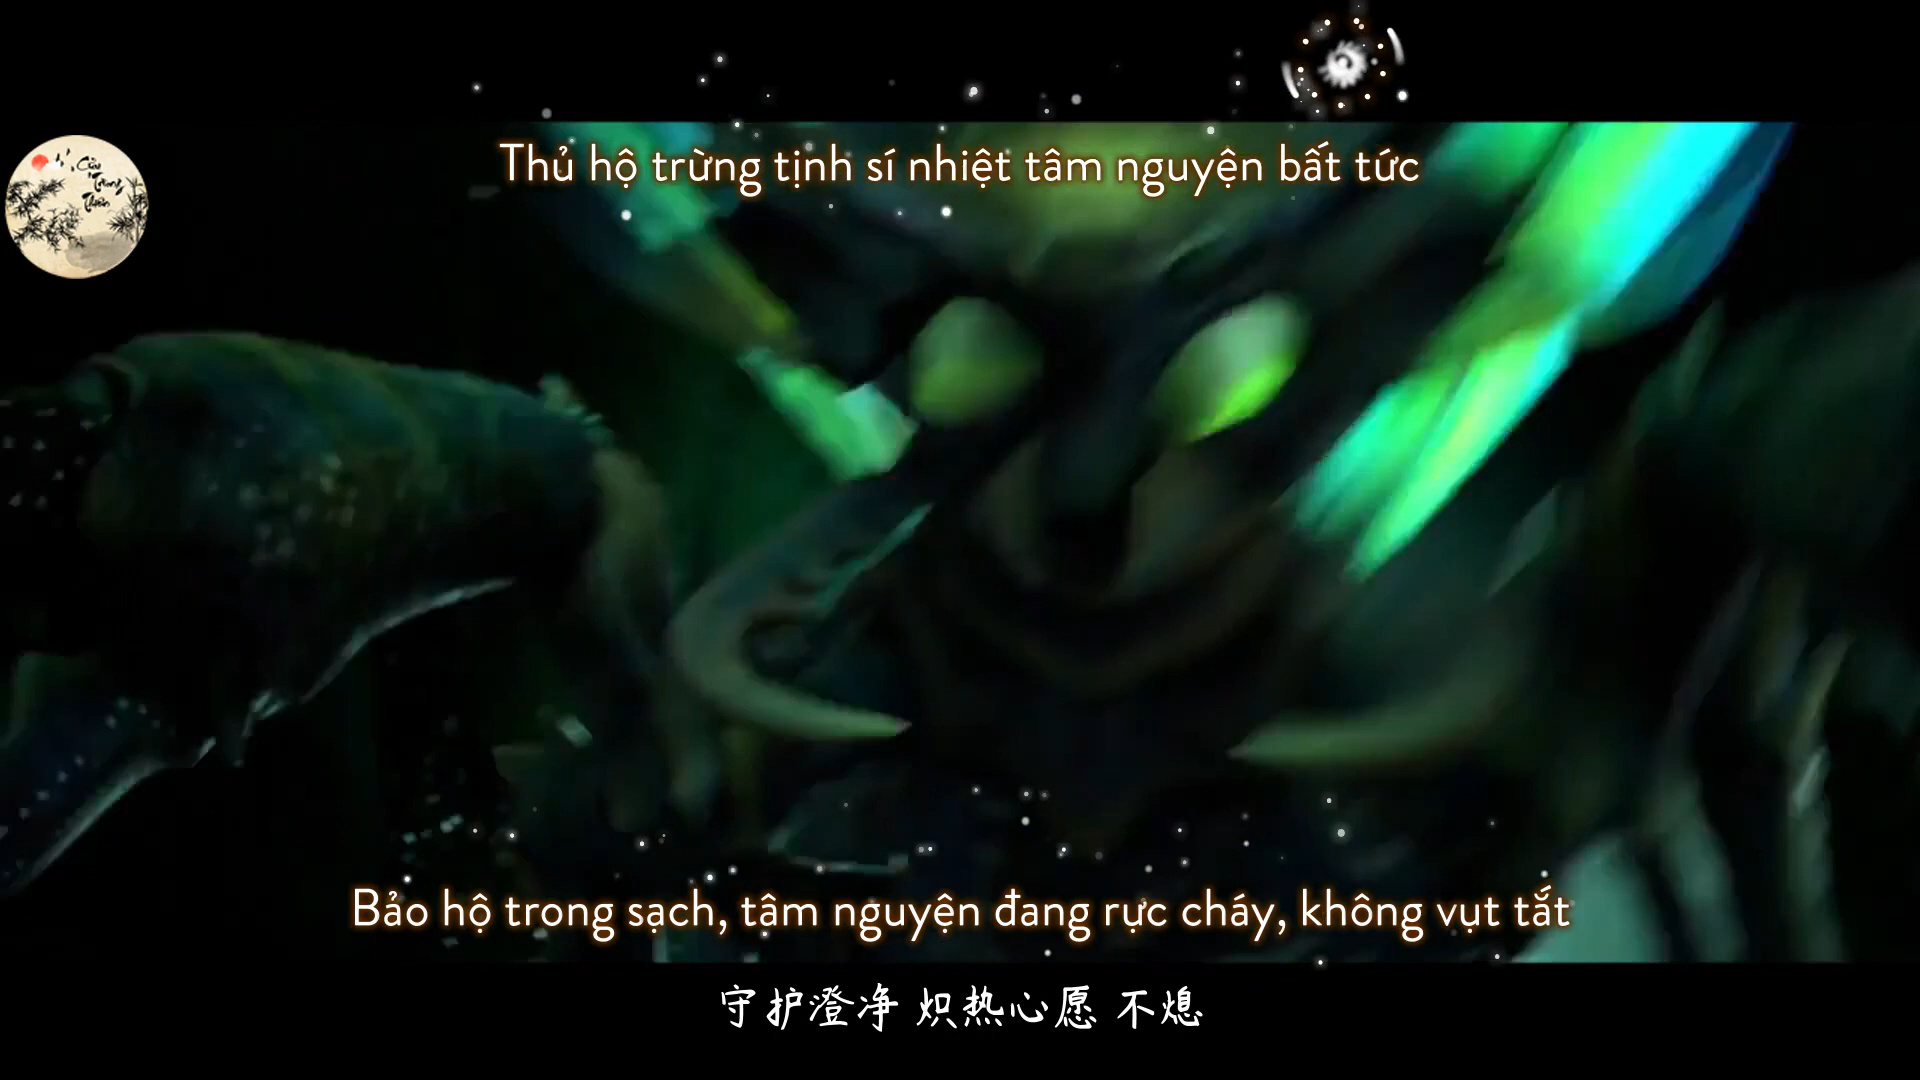 Thủ hộ trừng tịnh sí nhiệt tâm nguyện bất tức
Bảo hộ trong sạch, tâm nguyện đang rực cháy, không vụt tắt
守护澄净 炽热心愿 不熄